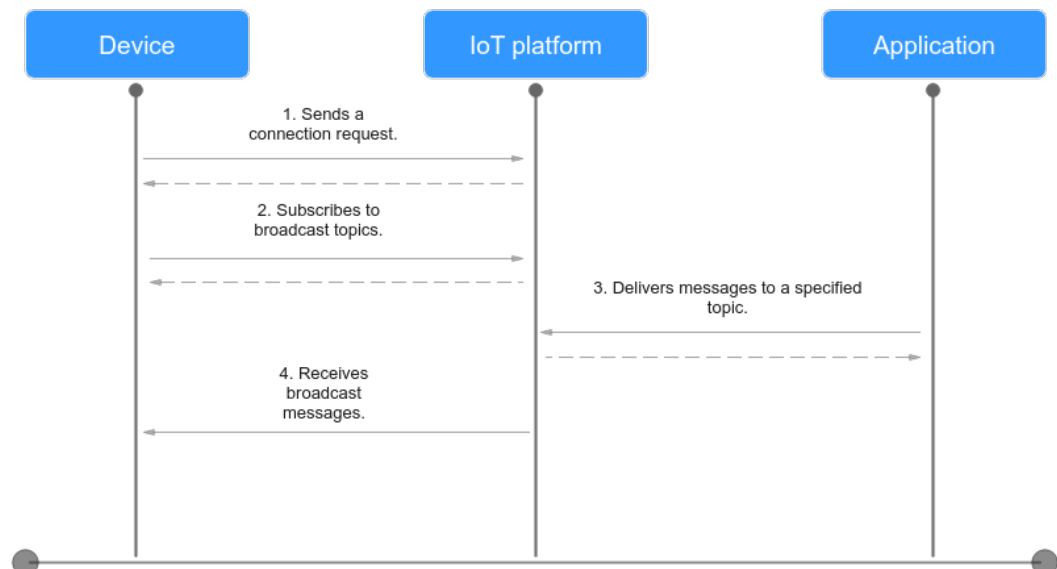 Device
IoT platform
Application
1. Sends a
connection request.
2. Subscribes to
broadcast topics.
3. Delivers messages to a specified
topic.
4. Receives
broadcast
messages.